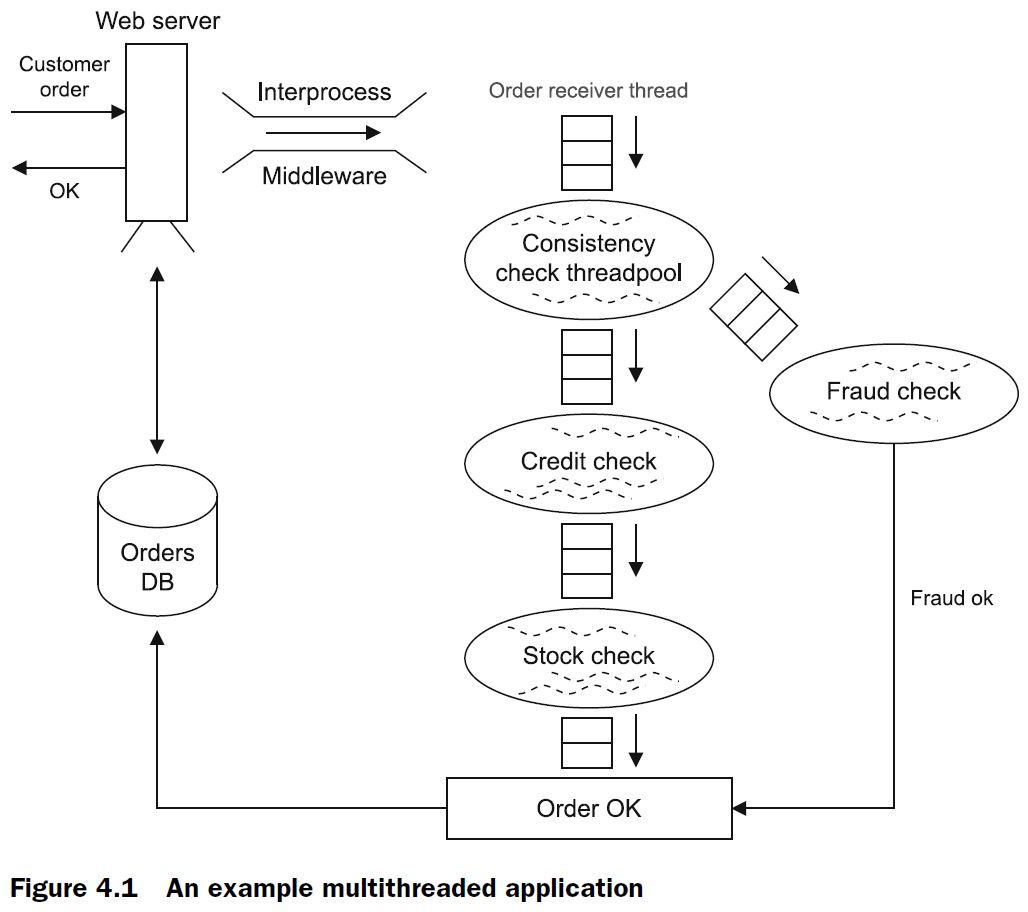 Web server
Customer
order
OK
Interprocess
Middleware
Order receiver thread
Consistency
check threadpool
Fraud check
Credit check
Orders
DB
Fraud ok
Stock check
Order OK
Figure 4.1 An example multithreaded application